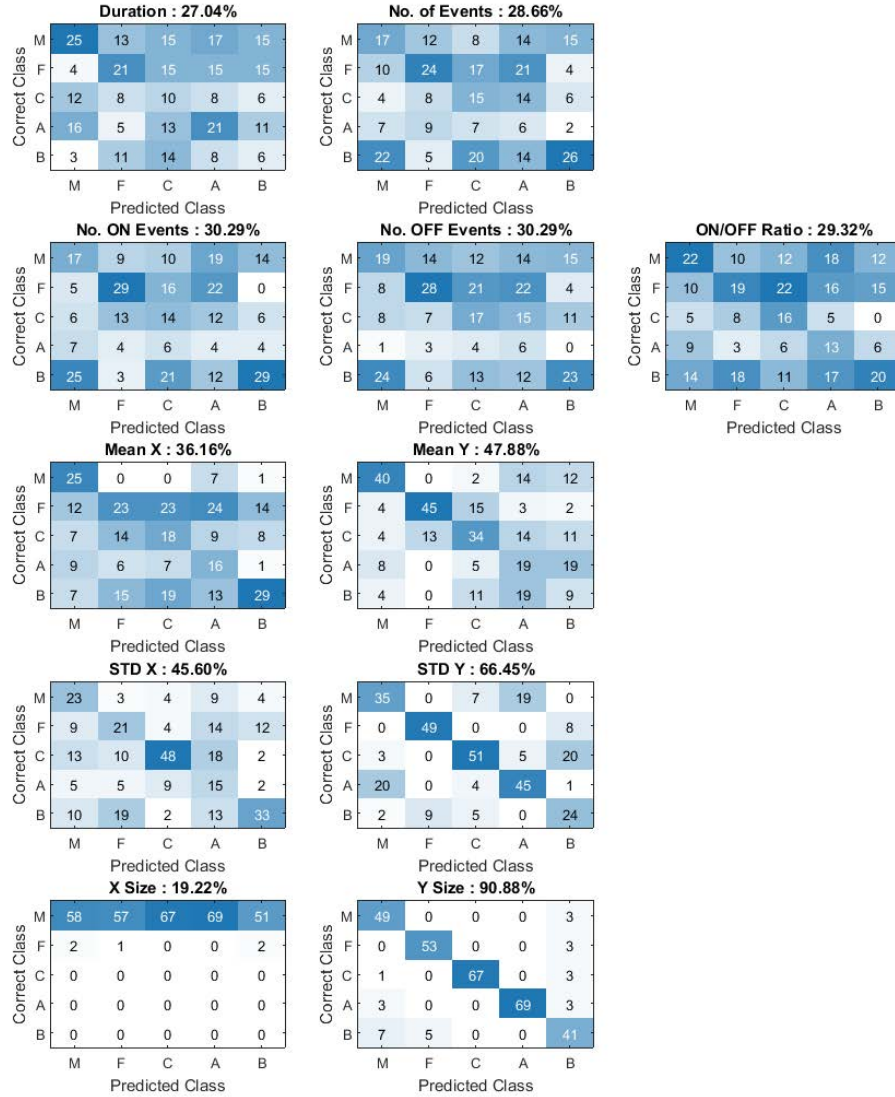 Duration : 27.04%
Correct Class
M 25 13 15 17 15
F 4 21 15 15 15
C 12 8 10 8 6
A 16 5 13 21 11
B 3 11 14 8 6
M F C A B
Predicted Class
No. of Events : 28.66%
Correct Class
M 17 12 8 14 15
F 10 24 17 21 4
C 4 8 15 14 6
A 7 9 7 6 2
B 22 5 20 14 26
M F C A B
Predicted Class
No. ON Events : 30.29%
Correct Class
M 17 9 10 19 14
F 5 29 16 22 0
C 6 13 14 12 6
A 7 4 6 4 4
B 25 3 21 12 29
M F C A B
Predicted Class
No. OFF Events : 30.29%
Correct Class
M 19 14 12 14 15
F 8 28 21 22 4
C 8 7 17 15 11
A 1 3 4 6 0
B 24 6 13 12 23
M F C A B
Predicted Class
ON/OFF Ratio : 29.32%
Correct Class
M 22 10 12 18 12
F 10 19 22 16 15
C 5 8 16 5 0
A 9 3 6 13 6
B 14 18 11 17 20
M F C A B
Predicted Class
Mean X : 36.16%
Correct Class
M 25 0 0 7 1
F 12 23 23 24 14
C 7 14 18 9 8
A 9 6 7 16 1
B 7 15 19 13 29
M F C A B
Predicted Class
Mean Y : 47.88%
Correct Class
M 40 0 2 14 12
F 4 45 15 3 2
C 4 13 34 14 11
A 8 0 5 19 19
B 4 0 11 19 9
M F C A B
Predicted Class
STD X : 45.60%
Correct Class
M 23 3 4 9 4
F 9 21 4 14 12
C 13 10 48 18 2
A 5 5 9 15 2
B 10 19 2 13 33
M F C A B
Predicted Class
STD Y : 66.45%
Correct Class
M 35 0 7 19 0
F 0 49 0 0 8
C 3 0 51 5 20
A 20 0 4 45 1
B 2 9 5 0 24
M F C A B
Predicted Class
X Size : 19.22%
Correct Class
M 58 57 67 69 51
F 2 1 0 0 2
C 0 0 0 0 0
A 0 0 0 0 0
B 0 0 0 0 0
M F C A B
Predicted Class
Y Size : 90.88%
Correct Class
M 49 0 0 0 3
F 0 53 0 0 3
C 1 0 67 0 3
A 3 0 0 69 3
B 7 5 0 0 41
M F C A B
Predicted Class